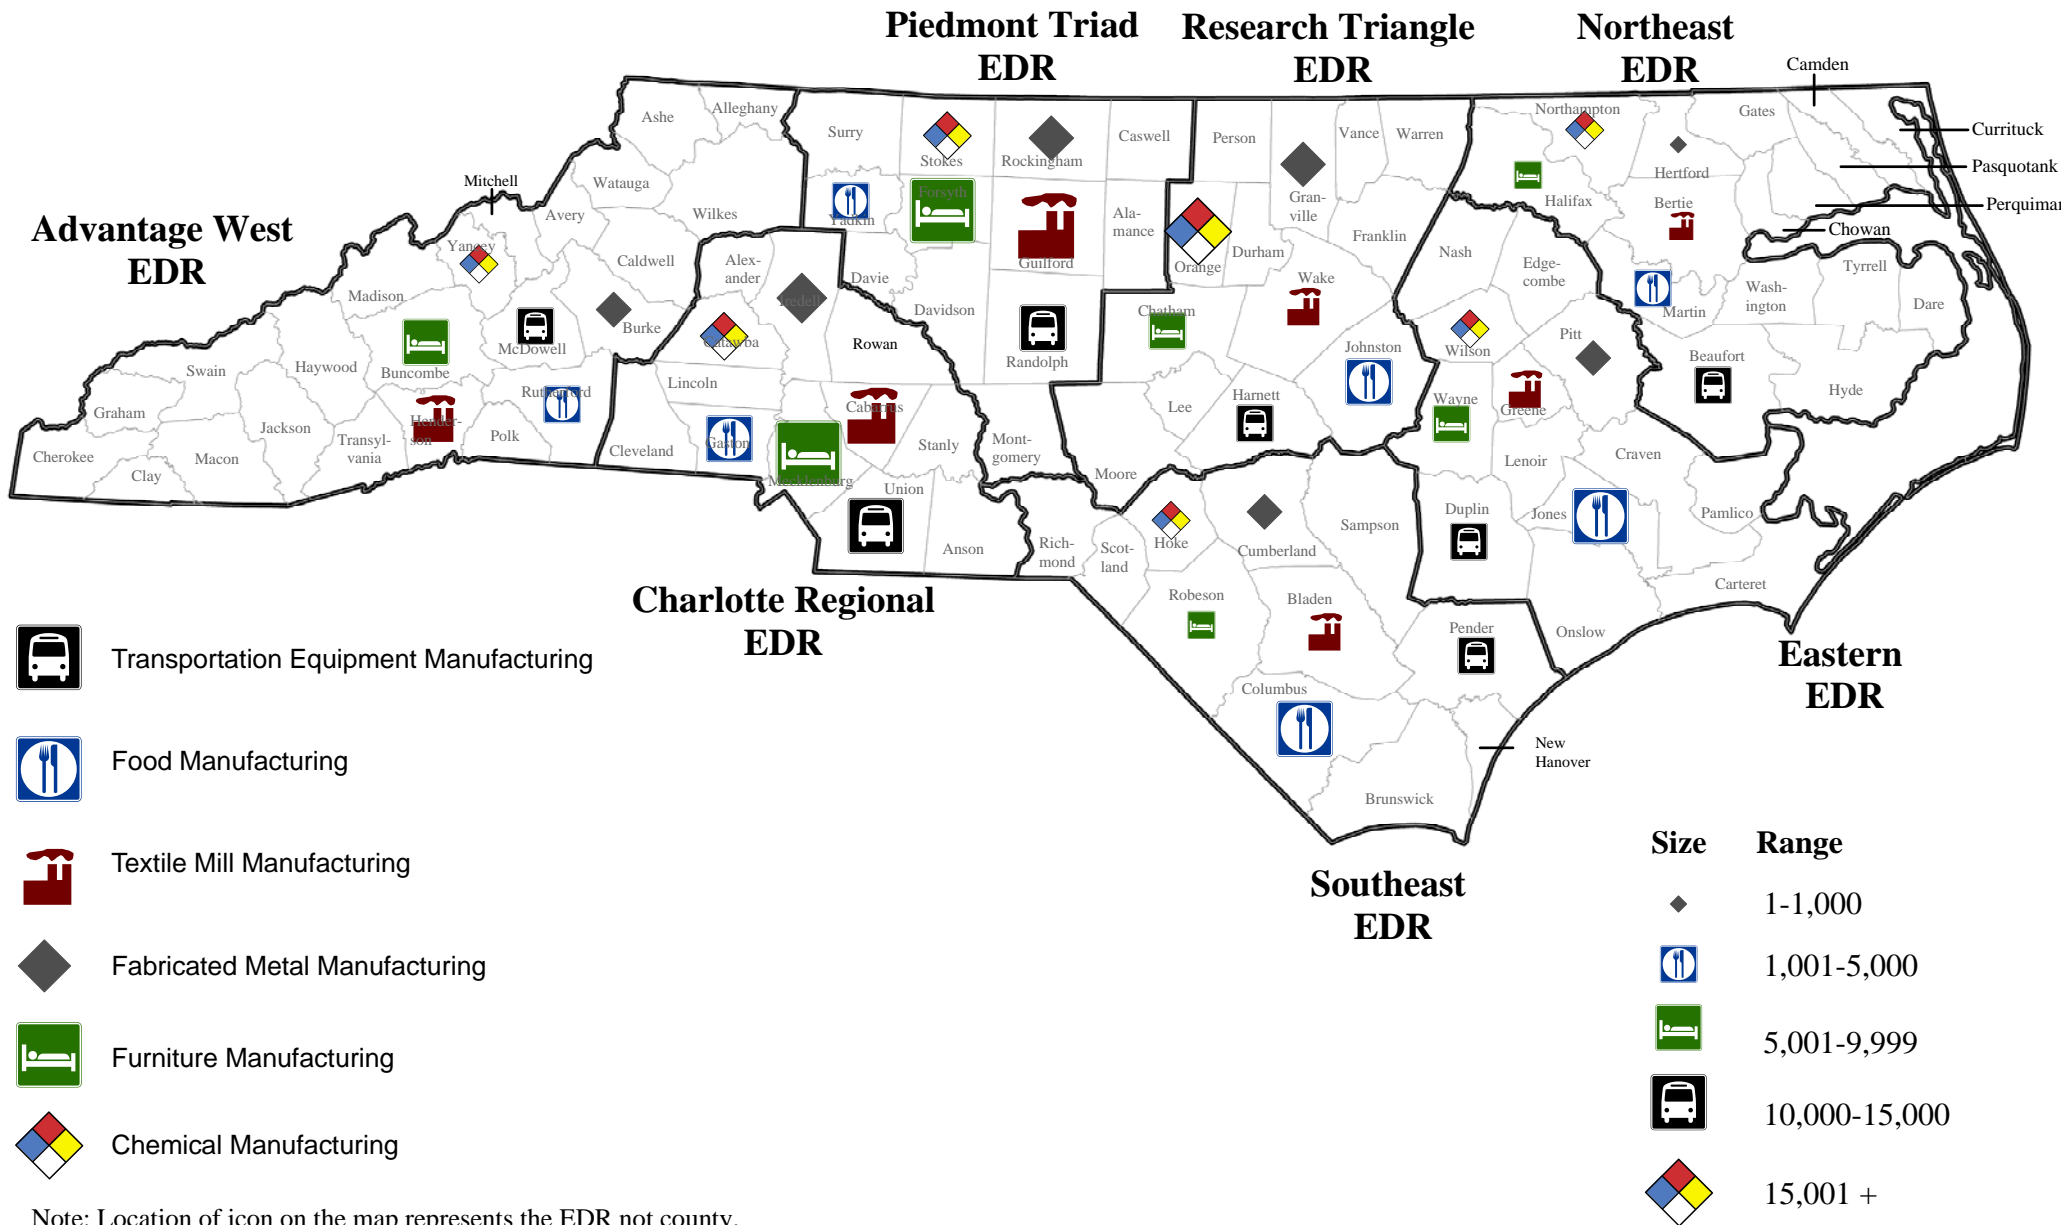 Piedmont Triad
EDR
Research Triangle
EDR
Northeast
EDR
Advantage West
EDR
Charlotte Regional
EDR
Eastern
EDR
Southeast
EDR
Camden
Currituck
Pasquotank
Perquiman
Chowan
Mitchell
Ashe
Alleghany
Surry
Stokes
Rockingham
Caswell
Person
Vance
Warren
Northampton
Gates
Hertford
Halifax
Bertie
Watauga
Avery
Wilkes
Yadkin
Forsyth
Guilford
Ala-
mance
Orange
Durham
Gran-
ville
Franklin
Nash
Edge-
combe
Martin
Wash-
ington
Tyrrell
Dare
Yancey
Madison
Caldwell
Alex-
ander
Iredell
Davie
Davidson
Randolph
Chatham
Wake
Johnston
Wilson
Pitt
Beaufort
Hyde
Burke
McDowell
Buncombe
Haywood
Swain
Graham
Cherokee
Clay
Macon
Jackson
Transyl-
vania
Hender-
son
Polk
Rutherford
Catawba
Lincoln
Cleveland
Gaston
Mecklenburg
Cabarrus
Rowan
Stanly
Union
Anson
Mont-
gomery
Moore
Lee
Harnett
Wayne
Greene
Lenoir
Craven
Jones
Pamlico
Carteret
Onslow
Duplin
Sampson
Cumberland
Hoke
Scot-
land
Rich-
mond
Robeson
Bladen
Pender
Columbus
Brunswick
New
Hanover
Transportation Equipment Manufacturing
Food Manufacturing
Textile Mill Manufacturing
Fabricated Metal Manufacturing
Furniture Manufacturing
Chemical Manufacturing
Note: Location of icon on the map represents the EDR not county.
Size Range
1-1,000
1,001-5,000
5,001-9,999
10,000-15,000
15,001 +